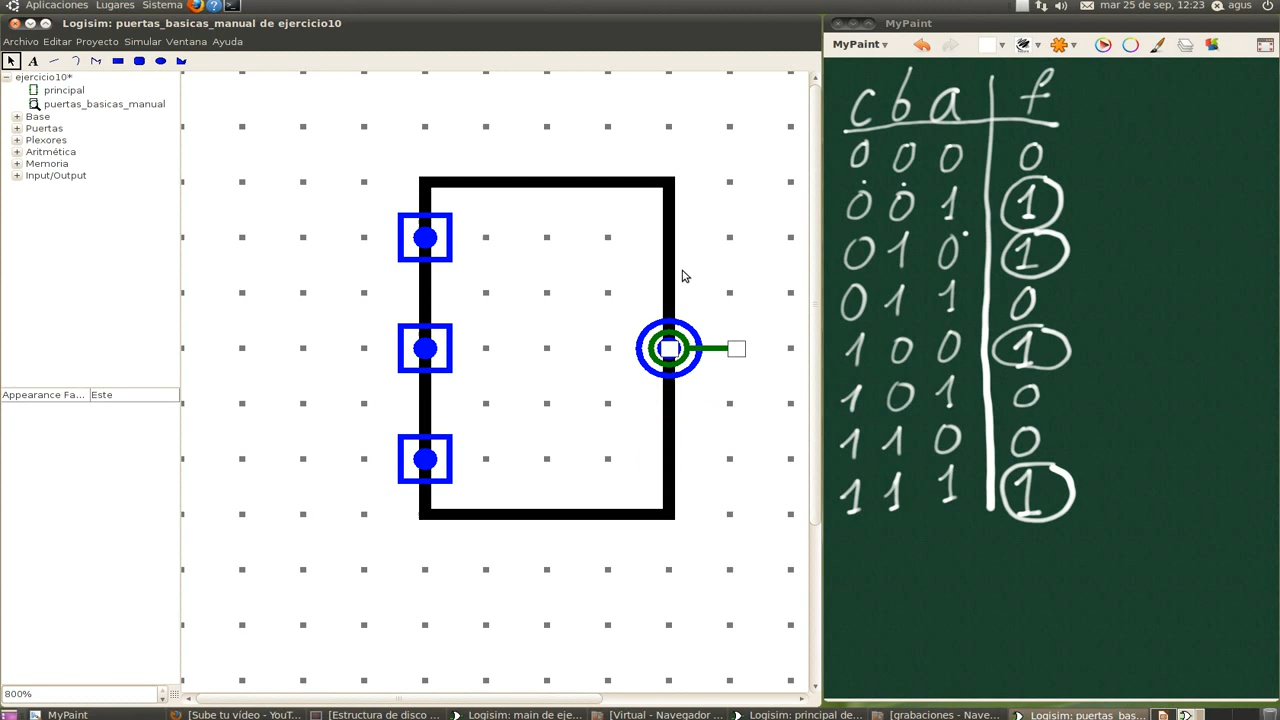 Aplicaciones Lugares Sistema
mar 25 de sep, 12:23 agus
Logisim: puertas_basicas_manual de ejercicio10
Archivo Editar Proyecto Simular Ventana Ayuda
A
ejercicio10*
principal
puertas_basicas_manual
Base
Puertas
Plexores
Aritmética
Memoria
Input/Output
Appearance Fa... Este
800%
MyPaint
MyPaint
c b a f
0 0 0 0
0 0 1 1
0 1 0 1
0 1 1 0
1 0 0 1
1 0 1 0
1 1 0 0
1 1 1 1
MyPaint
[Sube tu vídeo - YouT...
[Estructura de disco ...
Logisim: main de eje...
[Virtual - Navegador ...
Logisim: principal de...
[grabaciones - Nave...
Logisim: puertas_bas...